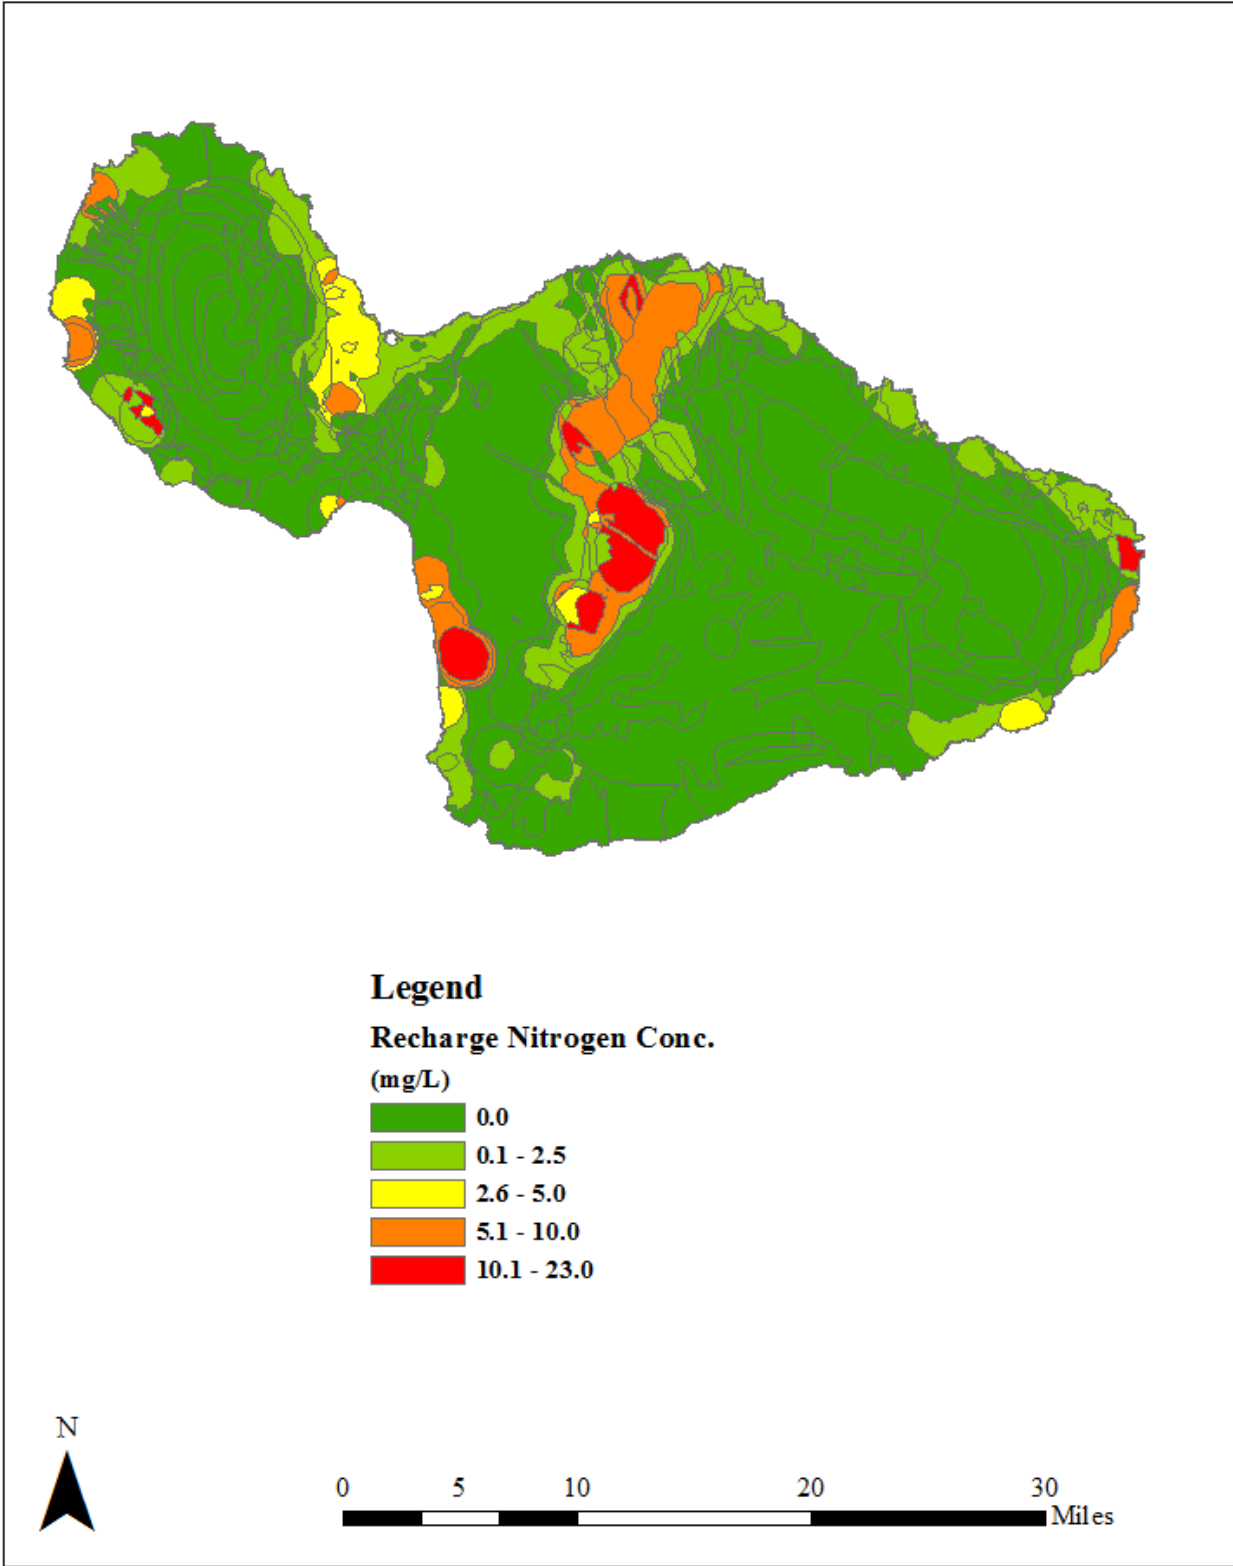 Legend
Recharge Nitrogen Conc.
(mg/L)
0.0
0.1 - 2.5
2.6 - 5.0
5.1 - 10.0
10.1 - 23.0
N
0 5 10 20 30
Miles